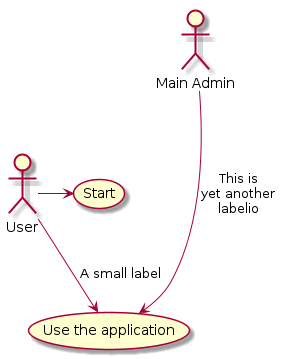 Main Admin
This is
yet another
labelio
Start
User
A small label
Use the application